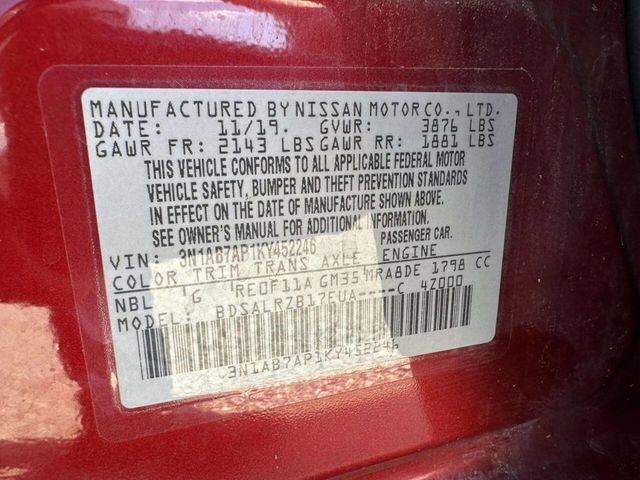 MANUFACTURED BY NISSAN MOTOR CO., LTD.
DATE: 11/19. GVWR: 3876 LBS
GAWR FR: 2143 LBS GAWR RR: 1881 LBS
THIS VEHICLE CONFORMS TO ALL APPLICABLE FEDERAL MOTOR
VEHICLE SAFETY, BUMPER AND THEFT PREVENTION STANDARDS
IN EFFECT ON THE DATE OF MANUFACTURE SHOWN ABOVE.
SEE OWNER'S MANUAL FOR ADDITIONAL INFORMATION.
VIN: 3N1AB7AP1KY452246 PASSENGER CAR.
COLOR TRIM TRANS AXLE ENGINE
NBL G RE0F11A GM35 MRA8DE 1798 CC
MODEL: BDSALRZB17EUA----C 4Z000
3N1AB7AP1KY452246